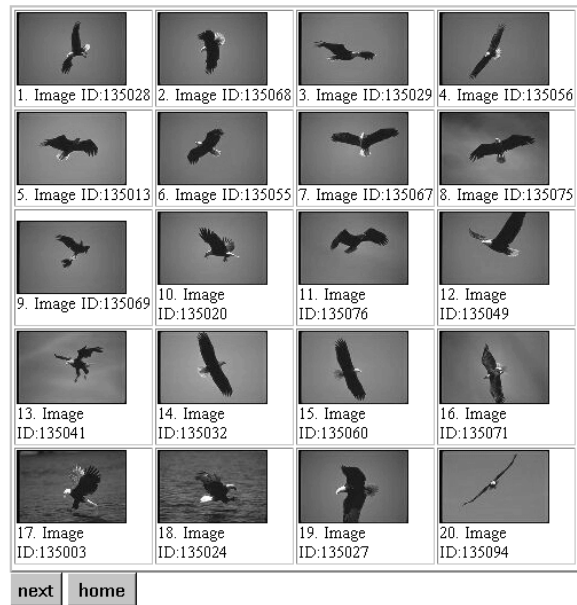 1. Image ID:135028
2. Image ID:135068
3. Image ID:135029
4. Image ID:135056
5. Image ID:135013
6. Image ID:135055
7. Image ID:135067
8. Image ID:135075
9. Image ID:135069
10. Image
ID:135020
11. Image
ID:135076
12. Image
ID:135049
13. Image
ID:135041
14. Image
ID:135032
15. Image
ID:135060
16. Image
ID:135071
17. Image
ID:135003
18. Image
ID:135024
19. Image
ID:135027
20. Image
ID:135094
next
home